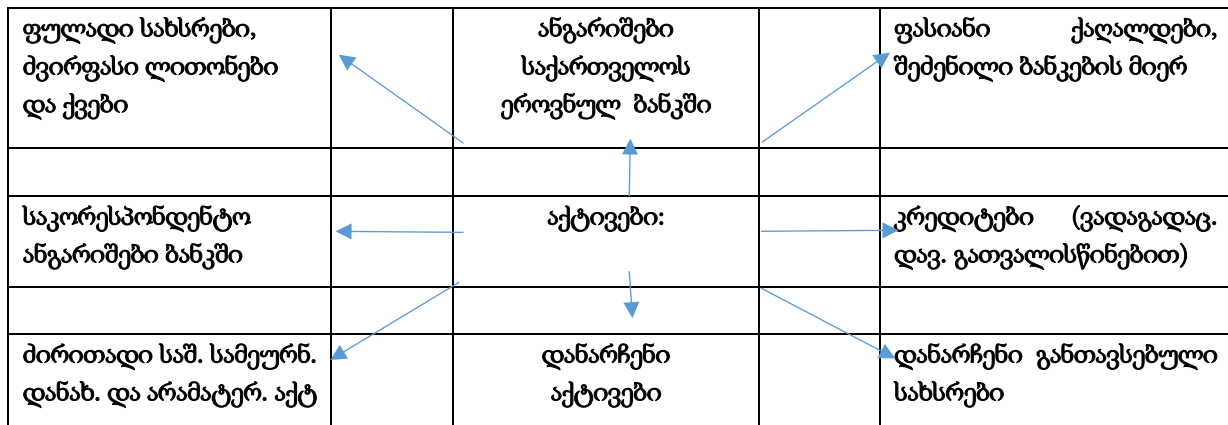 ფულადი სახსრები,
ძვირფასი ლითონები
და ქვები
ანგარიშები
საქართველოს
ეროვნულ ბანკში
ფასიანი ქაღალდები,
შეძენილი ბანკების მიერ
საკორესპონდენტო
ანგარიშები ბანკში
აქტივები:
კრედიტები (ვადაგადაც.
დავ. გათვალისწინებით)
ძირითადი საშ. სამეურნ.
დანახ. და არამატერ. აქტ
დანარჩენი
აქტივები
დანარჩენი განთავსებული
სახსრები